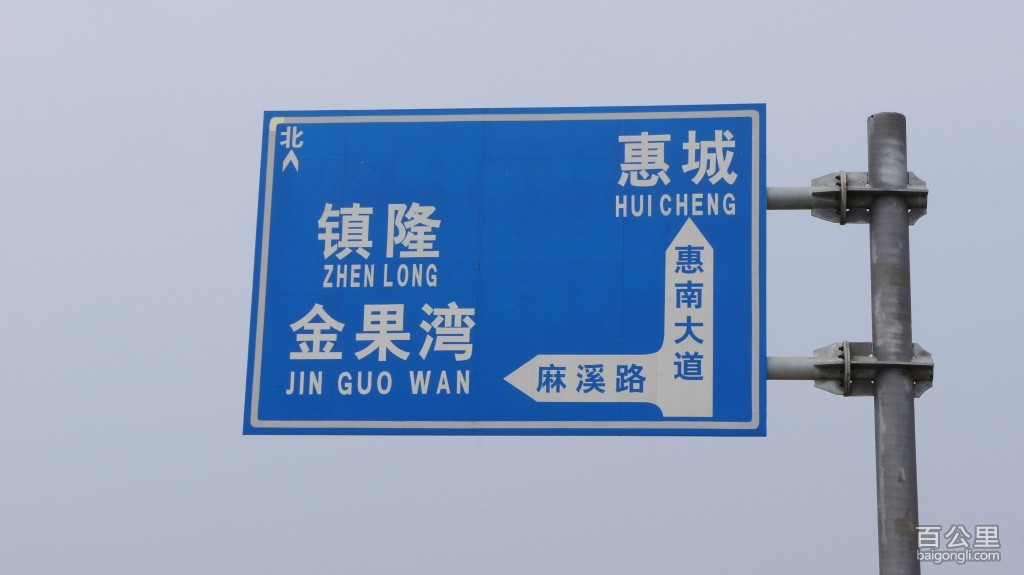 北
惠城
HUI CHENG
镇隆
ZHEN LONG
金果湾
JIN GUO WAN
惠南大道
麻溪路
百公里
baigongli.com